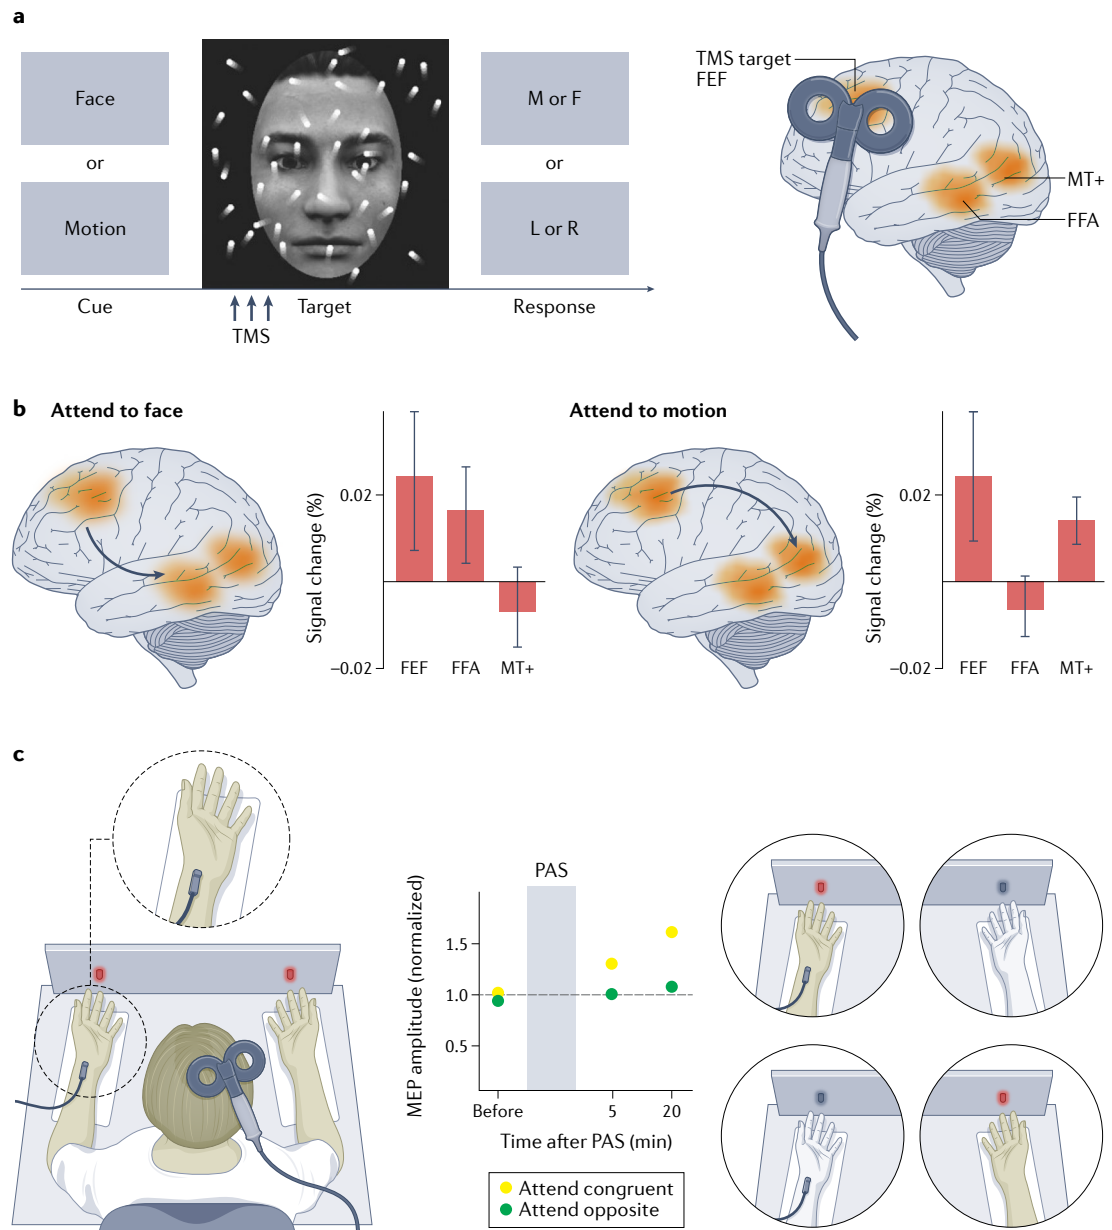 a
Face
or
Motion
M or F
or
L or R
Cue
Target
Response
TMS
TMS target
FEF
MT+
FFA
b
Attend to face
Signal change (%)
0.02
–0.02
FEF
FFA
MT+
Attend to motion
Signal change (%)
0.02
–0.02
FEF
FFA
MT+
c
PAS
MEP amplitude (normalized)
1.5
1.0
0.5
Before
5
20
Time after PAS (min)
Attend congruent
Attend opposite